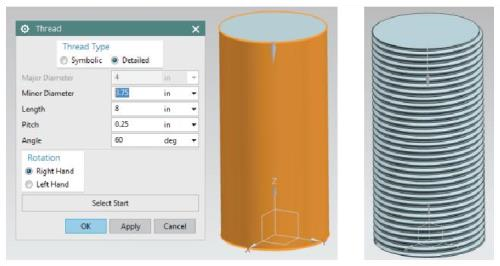 Thread
Thread Type
Symbolic Detailed
Major Diameter 4 in
Minor Diameter 3.75 in
Length 8 in
Pitch 0.25 in
Angle 60 deg
Rotation
Right Hand
Left Hand
Select Start
OK Apply Cancel
Z
X Y